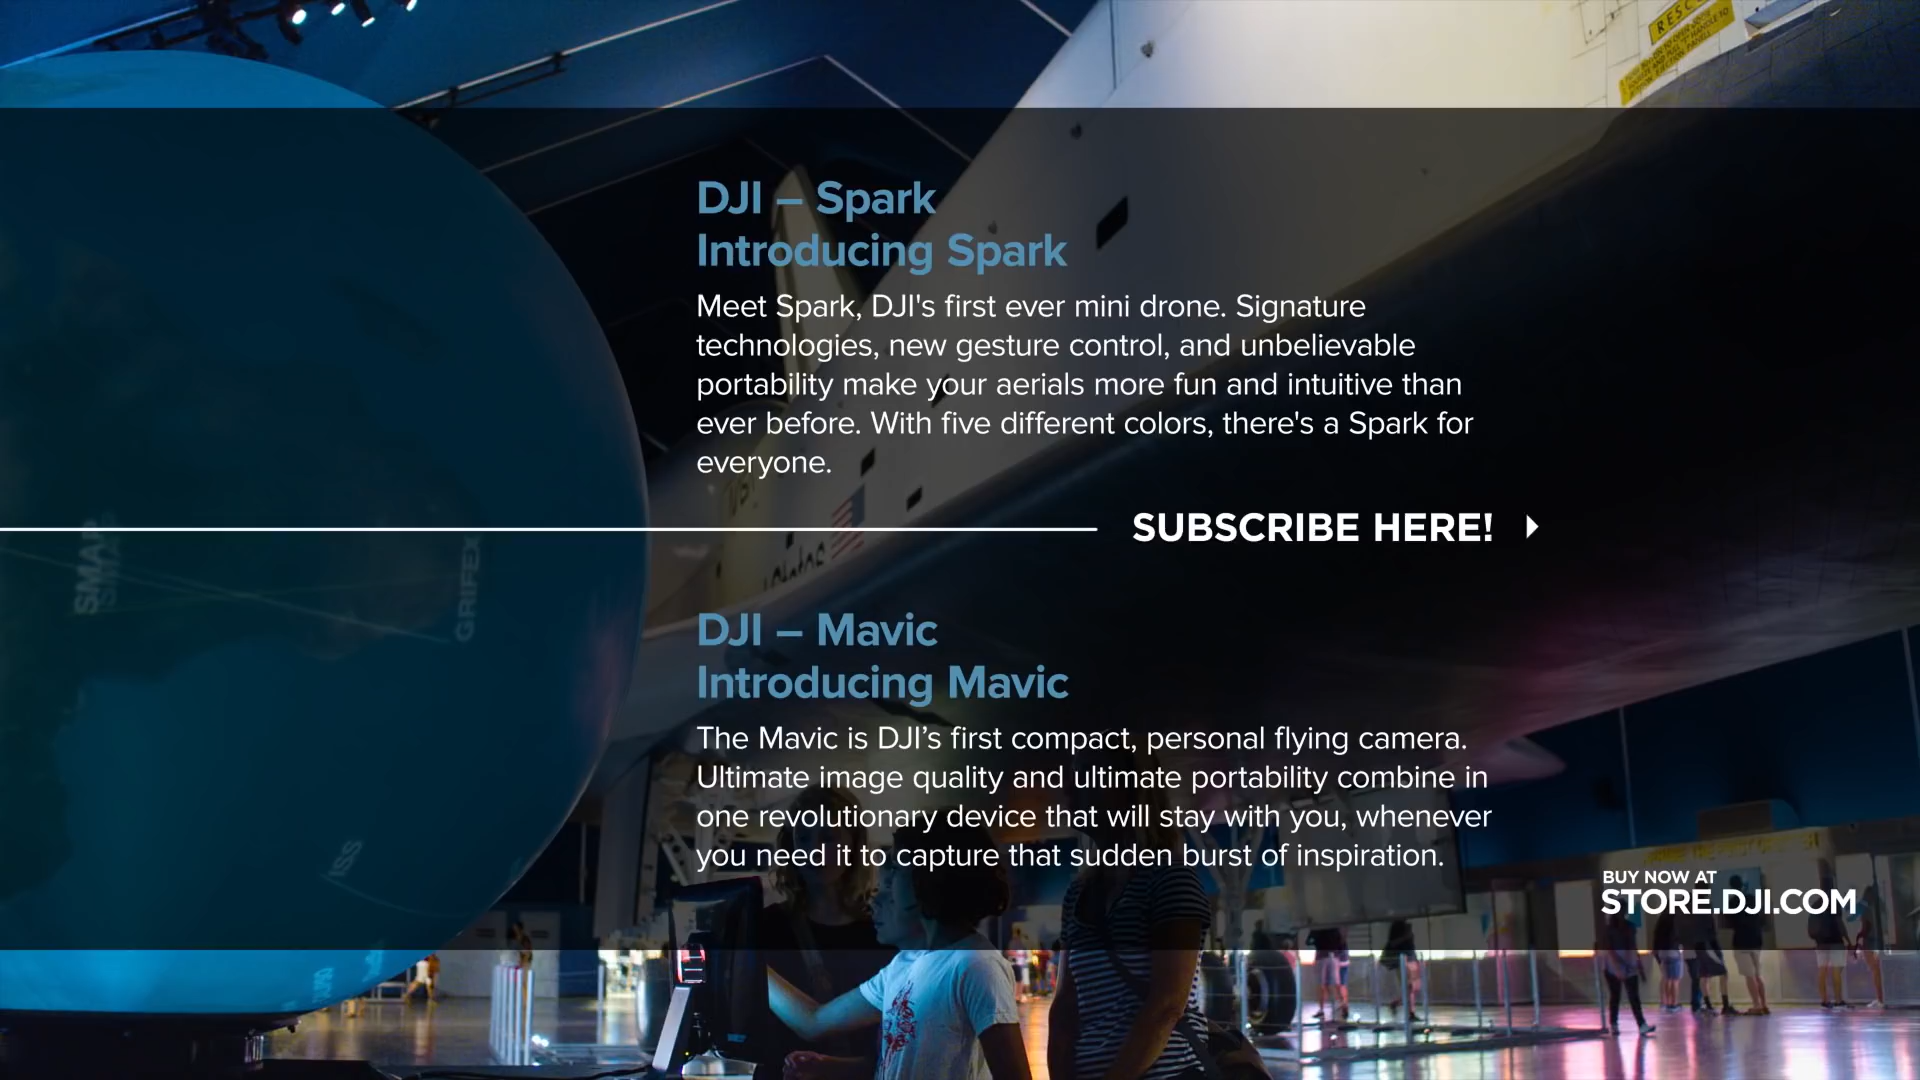 RESCUE
DJI – Spark
Introducing Spark
Meet Spark, DJI's first ever mini drone. Signature
technologies, new gesture control, and unbelievable
portability make your aerials more fun and intuitive than
ever before. With five different colors, there's a Spark for
everyone.
SUBSCRIBE HERE!
SMAP
GRIFEX
DJI – Mavic
Introducing Mavic
The Mavic is DJI’s first compact, personal flying camera.
Ultimate image quality and ultimate portability combine in
one revolutionary device that will stay with you, whenever
you need it to capture that sudden burst of inspiration.
ISS
BUY NOW AT
STORE.DJI.COM